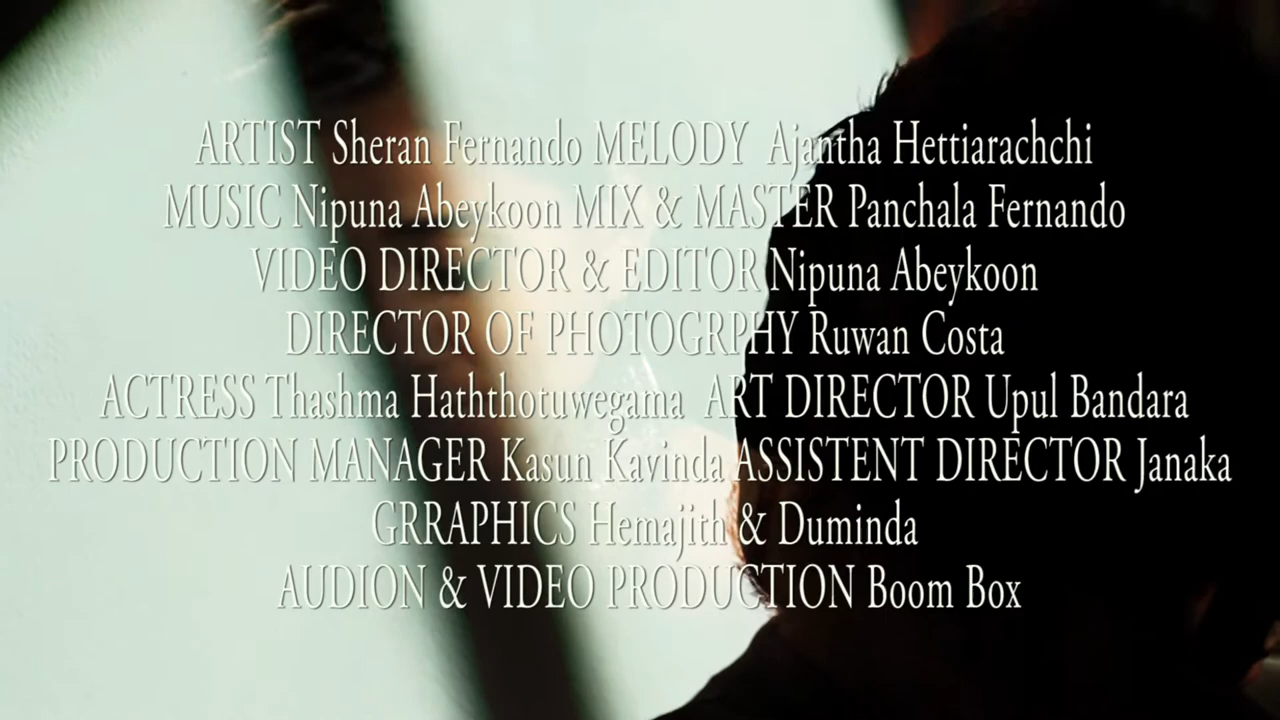 ARTIST Sheran Fernando MELODY Ajantha Hettiarachchi
MUSIC Nipuna Abeykoon MIX & MASTER Panchala Fernando
VIDEO DIRECTOR & EDITOR Nipuna Abeykoon
DIRECTOR OF PHOTOGRPHY Ruwan Costa
ACTRESS Thashma Haththotuwegama ART DIRECTOR Upul Bandara
PRODUCTION MANAGER Kasun Kavinda ASSISTENT DIRECTOR Janaka
GRRAPHICS Hemajith & Duminda
AUDION & VIDEO PRODUCTION Boom Box